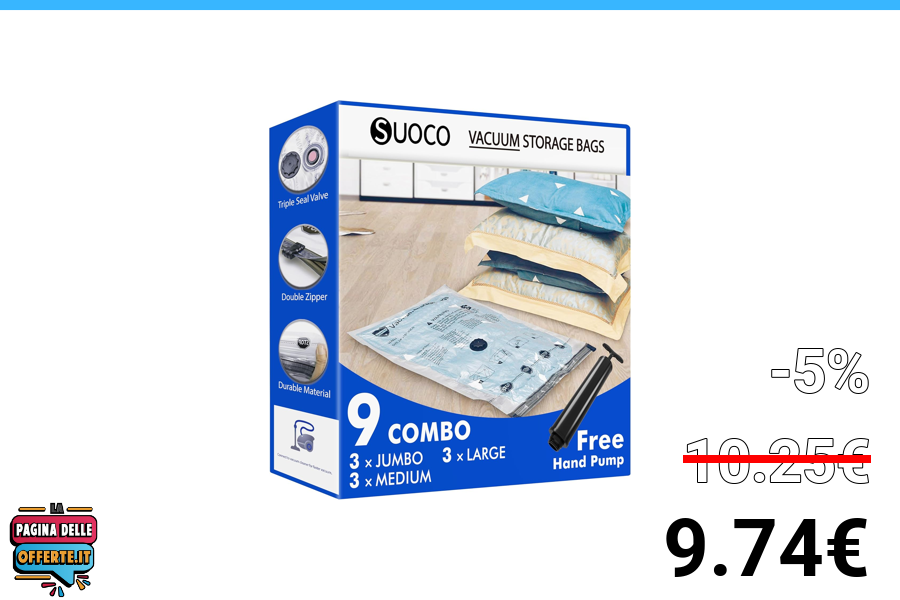 SUOCO VACUUM STORAGE BAGS
Triple Seal Valve
Double Zipper
Durable Material
9 COMBO
3 x JUMBO 3 x LARGE
3 x MEDIUM
Free
Hand Pump
-5%
10.25€
9.74€
LA
PAGINA DELLE
OFFERTE.IT